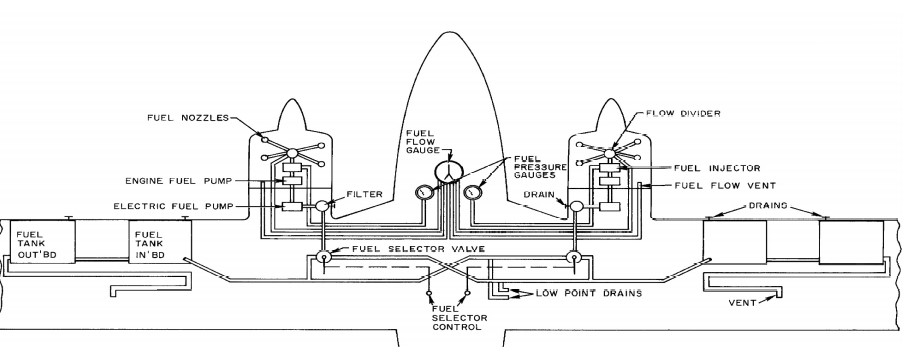 FUEL NOZZLES
FLOW DIVIDER
FUEL
FLOW
GAUGE
FUEL
PRESSURE
GAUGES
FUEL INJECTOR
ENGINE FUEL PUMP
FUEL FLOW VENT
FILTER
DRAIN
ELECTRIC FUEL PUMP
DRAINS
FUEL
TANK
OUT'BD
FUEL
TANK
IN'BD
FUEL SELECTOR VALVE
LOW POINT DRAINS
VENT
FUEL
SELECTOR
CONTROL